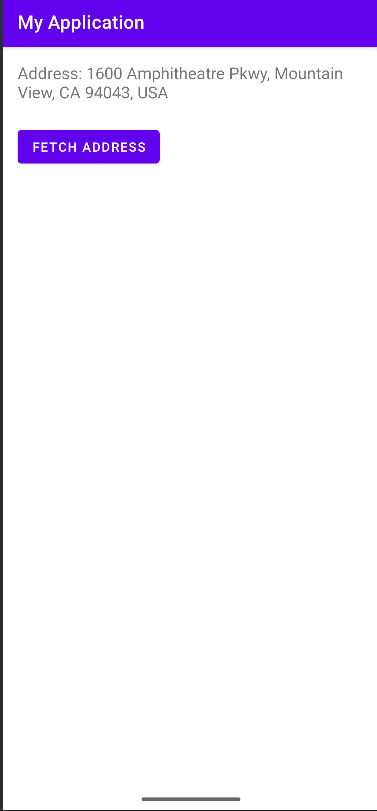 My Application
Address: 1600 Amphitheatre Pkwy, Mountain
View, CA 94043, USA
FETCH ADDRESS